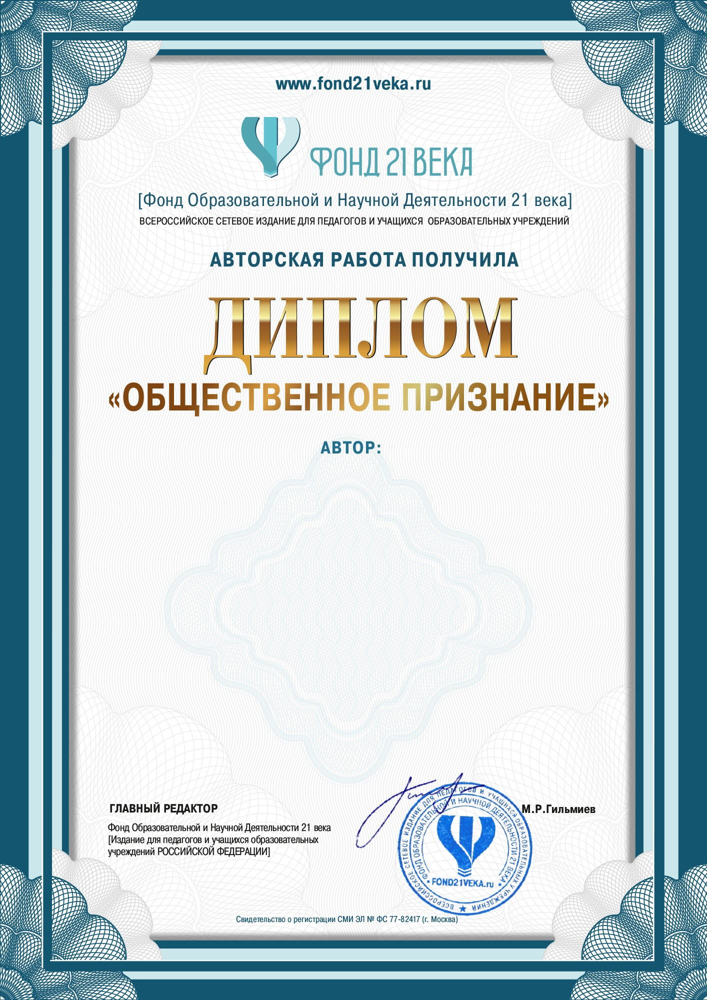 www.fond21veka.ru
ФОНД 21 ВЕКА
[Фонд Образовательной и Научной Деятельности 21 века]
ВСЕРОССИЙСКОЕ СЕТЕВОЕ ИЗДАНИЕ ДЛЯ ПЕДАГОГОВ И УЧАЩИХСЯ ОБРАЗОВАТЕЛЬНЫХ УЧРЕЖДЕНИЙ
АВТОРСКАЯ РАБОТА ПОЛУЧИЛА
ДИПЛОМ
«ОБЩЕСТВЕННОЕ ПРИЗНАНИЕ»
АВТОР:
ГЛАВНЫЙ РЕДАКТОР
М.Р.Гильмиев
Фонд Образовательной и Научной Деятельности 21 века
[Издание для педагогов и учащихся образовательных
учреждений РОССИЙСКОЙ ФЕДЕРАЦИИ]
ВСЕРОССИЙСКОЕ СЕТЕВОЕ ИЗДАНИЕ ДЛЯ ПЕДАГОГОВ И УЧАЩИХСЯ ОБРАЗОВАТЕЛЬНЫХ УЧРЕЖДЕНИЙ ★
• ФОНД ОБРАЗОВАТЕЛЬНОЙ И НАУЧНОЙ ДЕЯТЕЛЬНОСТИ 21 ВЕКА •
FOND21VEKA.ru
Свидетельство о регистрации СМИ ЭЛ № ФС 77-82417 (г. Москва)